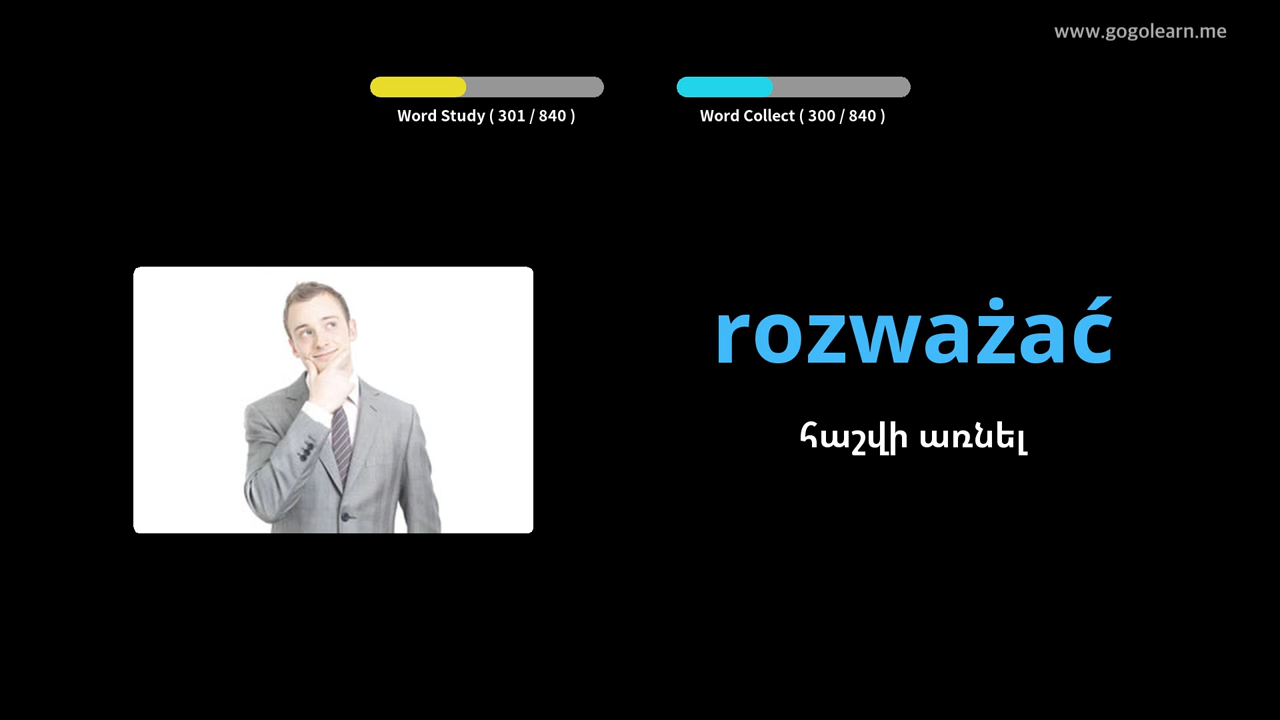 www.gogolearn.me
Word Study ( 301 / 840 )
Word Collect ( 300 / 840 )
rozważać
հաշվի առնել